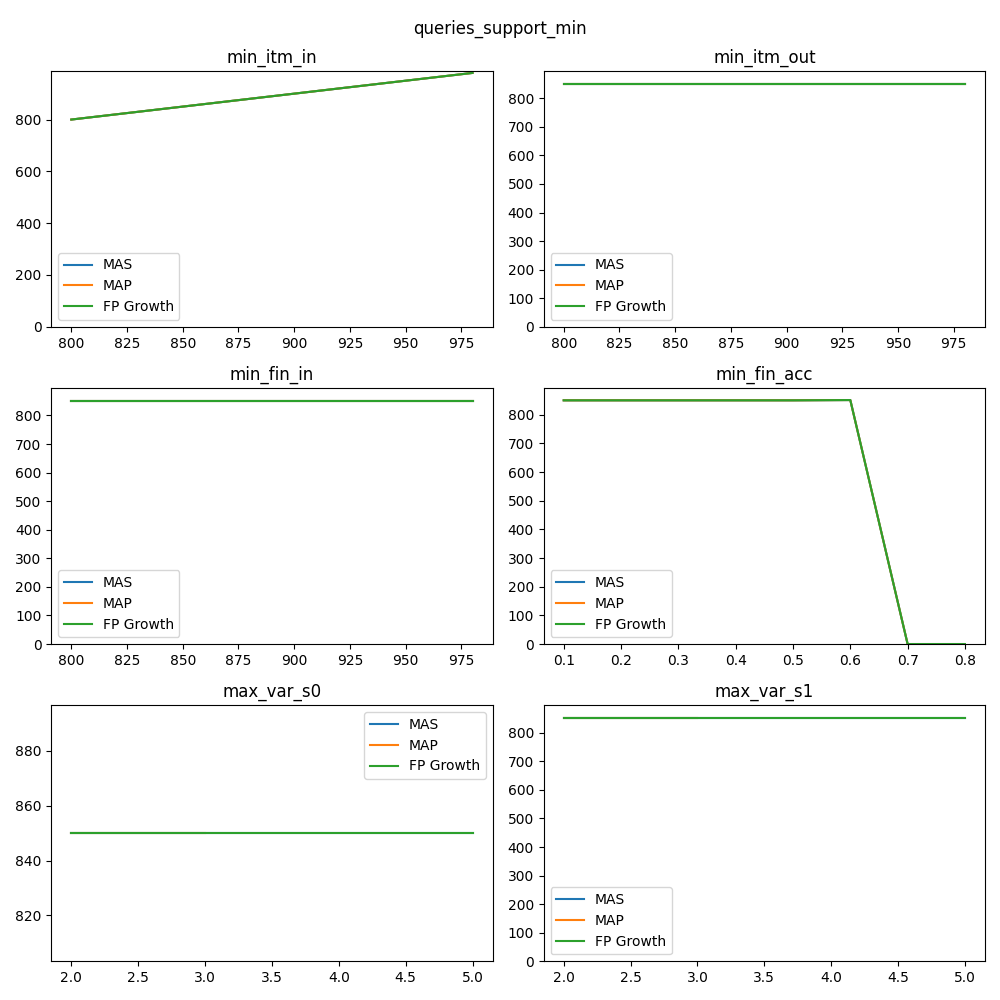 queries_support_min
min_itm_in
800
600
400
200
0
MAS
MAP
FP Growth
800 825 850 875 900 925 950 975
min_itm_out
800
700
600
500
400
300
200
100
0
MAS
MAP
FP Growth
800 825 850 875 900 925 950 975
min_fin_in
800
700
600
500
400
300
200
100
0
MAS
MAP
FP Growth
800 825 850 875 900 925 950 975
min_fin_acc
800
700
600
500
400
300
200
100
0
MAS
MAP
FP Growth
0.1 0.2 0.3 0.4 0.5 0.6 0.7 0.8
max_var_s0
880
860
840
820
MAS
MAP
FP Growth
2.0 2.5 3.0 3.5 4.0 4.5 5.0
max_var_s1
800
700
600
500
400
300
200
100
0
MAS
MAP
FP Growth
2.0 2.5 3.0 3.5 4.0 4.5 5.0